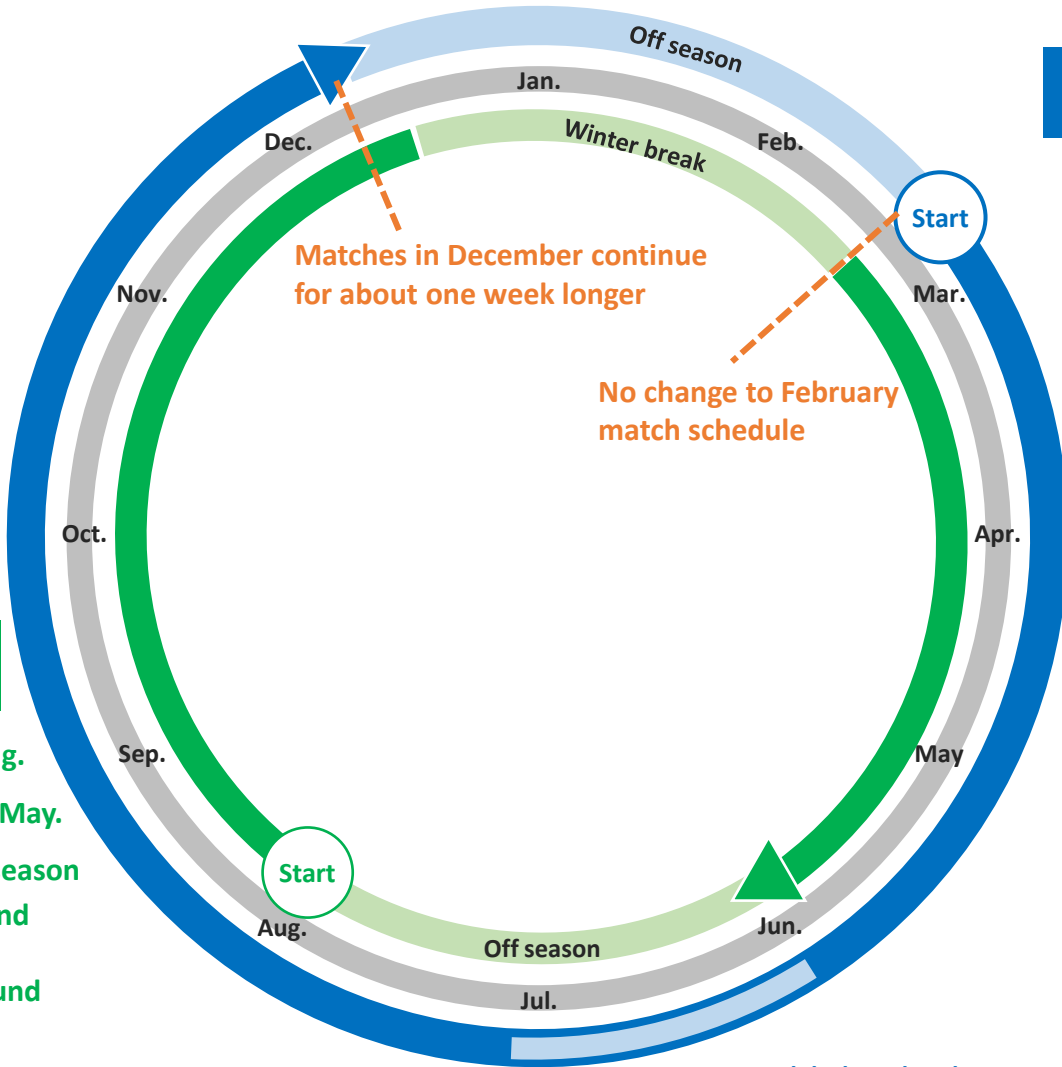 Off season
Jan.
Winter break
Dec.
Feb.
Start
Matches in December continue
for about one week longer
Nov.
Mar.
No change to February
match schedule
Oct.
Apr.
Sep.
May
g.
May.
eason
nd
und
Start
Aug.
Jun.
Off season
Jul.